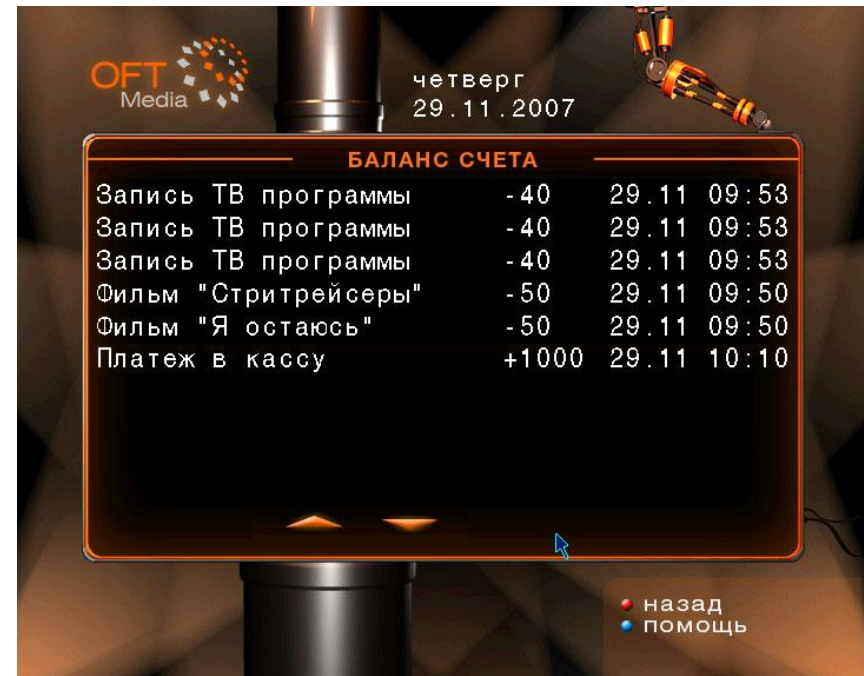 OFT
Media
четверг
29.11.2007
БАЛАНС СЧЕТА
Запись ТВ программы -40 29.11 09:53
Запись ТВ программы -40 29.11 09:53
Запись ТВ программы -40 29.11 09:53
Фильм "Стритрейсеры" -50 29.11 09:50
Фильм "Я остаюсь" -50 29.11 09:50
Платеж в кассу +1000 29.11 10:10
назад
помощь